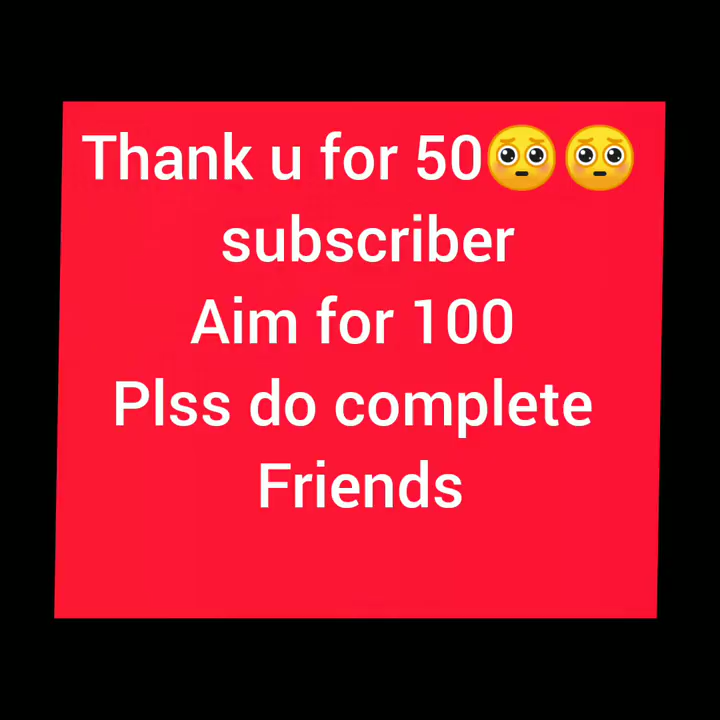 Thank u for 50🥺🥺
subscriber
Aim for 100
Plss do complete
Friends